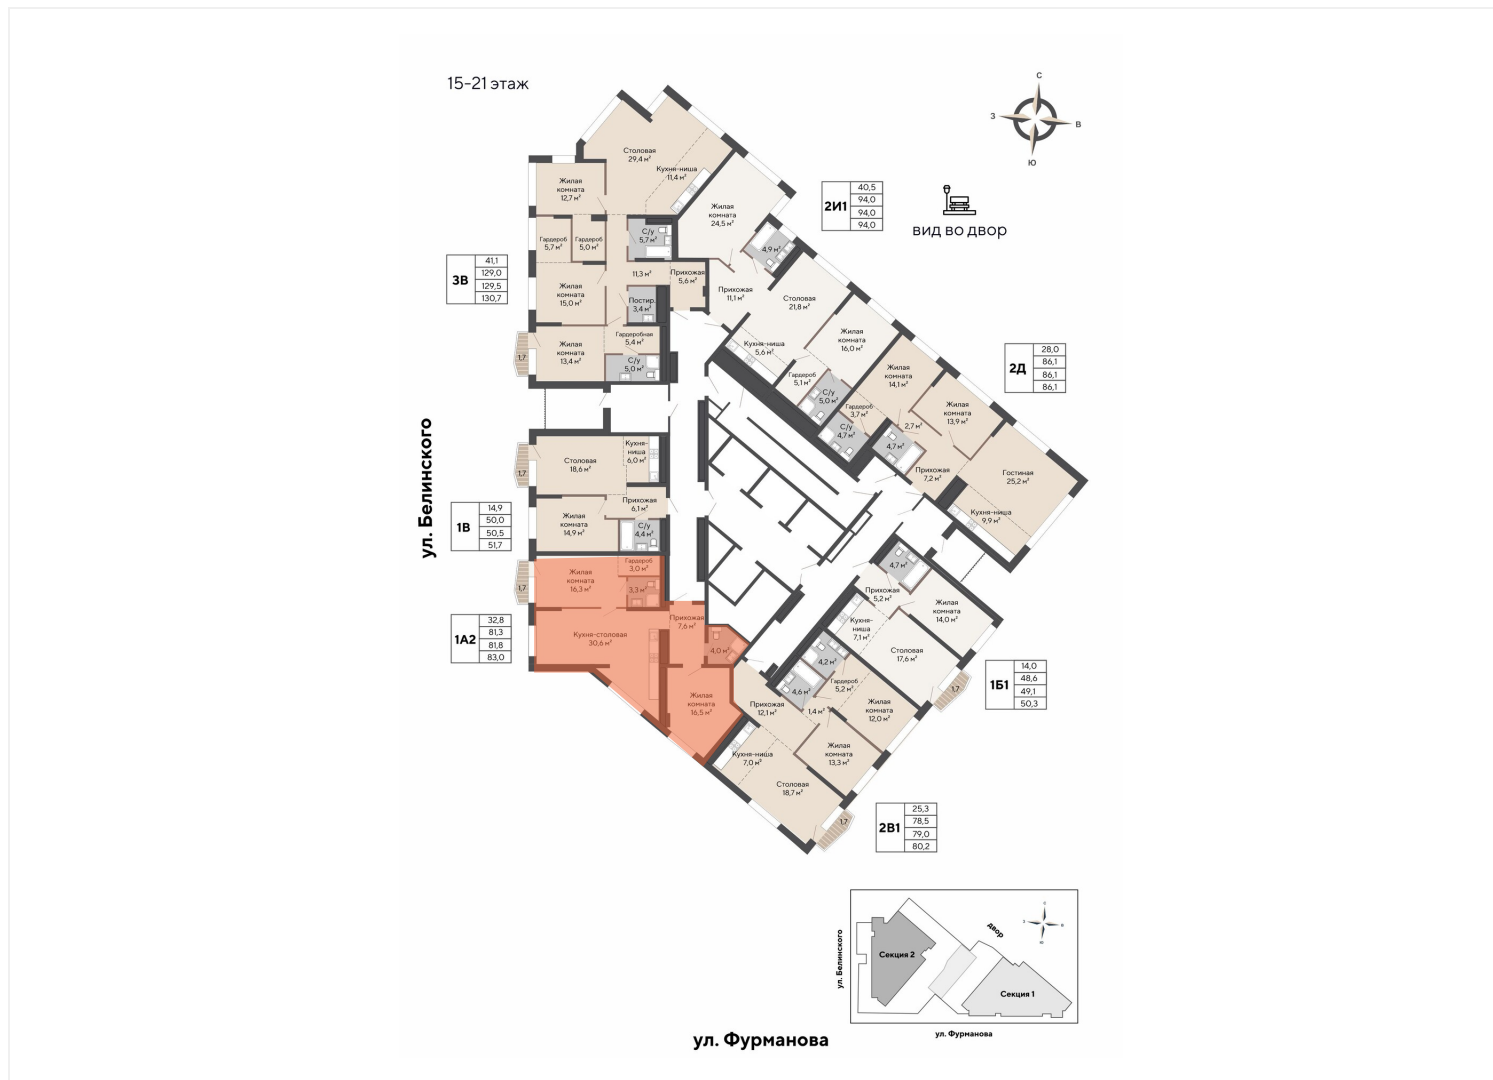 15-21 этаж
С
З
В
Ю
Столовая
29,4 м²
Кухня-ниша
11,4 м²
Жилая
комната
12,7 м²
Гардероб
5,7 м²
Гардероб
5,0 м²
С/у
5,7 м²
11,3 м²
Прихожая
5,6 м²
Жилая
комната
15,0 м²
Постир.
3,4 м²
Гардеробная
5,4 м²
Жилая
комната
13,4 м²
С/у
5,0 м²
1,7
3В
41,1
129,0
129,5
130,7
Жилая
комната
24,5 м²
4,9 м²
Прихожая
11,1 м²
Столовая
21,8 м²
Кухня-ниша
5,6 м²
Жилая
комната
16,0 м²
Гардероб
5,1 м²
С/у
5,0 м²
2И1
40,5
94,0
94,0
94,0
вид во двор
Жилая
комната
14,1 м²
Гардероб
3,7 м²
С/у
4,7 м²
2,7 м²
Жилая
комната
13,9 м²
4,7 м²
Прихожая
7,2 м²
Гостиная
25,2 м²
Кухня-ниша
9,9 м²
2Д
28,0
86,1
86,1
86,1
ул. Белинского
Кухня-
ниша
6,0 м²
Столовая
18,6 м²
1,7
Прихожая
6,1 м²
Жилая
комната
14,9 м²
С/у
4,4 м²
1В
14,9
50,0
50,5
51,7
Жилая
комната
16,3 м²
Гардероб
3,0 м²
3,3 м²
1,7
Кухня-столовая
30,6 м²
Прихожая
7,6 м²
4,0 м²
Жилая
комната
16,5 м²
1А2
32,8
81,3
81,8
83,0
4,7 м²
Прихожая
5,2 м²
Жилая
комната
14,0 м²
Кухня-
ниша
7,1 м²
Столовая
17,6 м²
1,7
1Б1
14,0
48,6
49,1
50,3
4,2 м²
4,6 м²
Гардероб
5,2 м²
Прихожая
12,1 м²
1,4 м²
Жилая
комната
12,0 м²
Жилая
комната
13,3 м²
Кухня-ниша
7,0 м²
Столовая
18,7 м²
1,7
2В1
25,3
78,5
79,0
80,2
ул. Белинского
двор
С
З
В
Ю
Секция 2
Секция 1
ул. Фурманова
ул. Фурманова